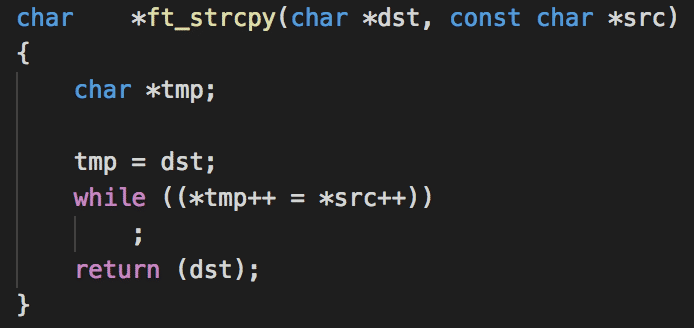 char    *ft_strcpy(char *dst, const char *src)
{
    char *tmp;

    tmp = dst;
    while ((*tmp++ = *src++))
        ;
    return (dst);
}